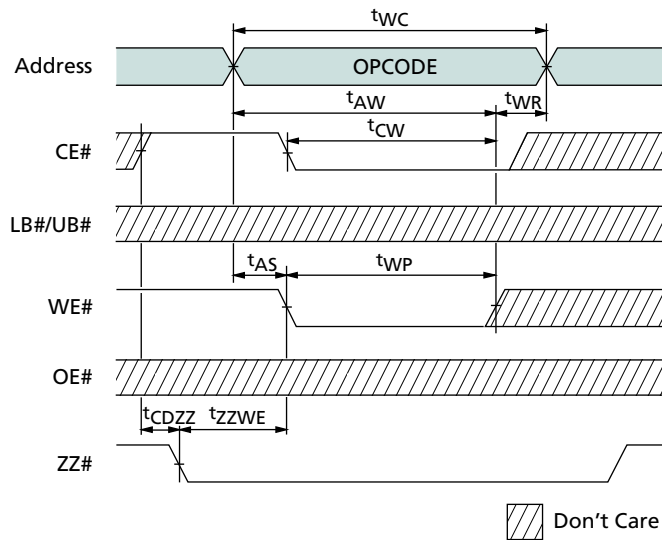 tWC
Address
OPCODE
tAW
tWR
tCW
CE#
LB#/UB#
tAS
tWP
WE#
OE#
tCDZZ
tZZWE
ZZ#
Don't Care